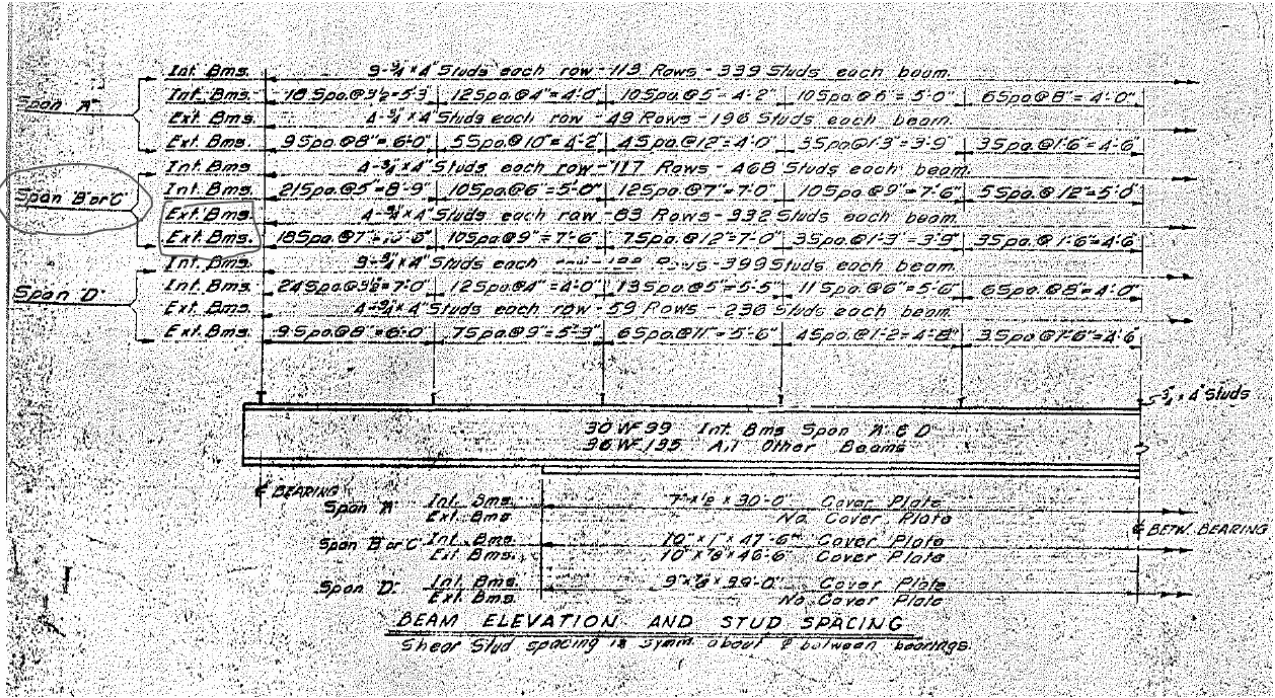 Int. Bms. 3-3/4"x4" Studs each row-113 Rows-339 Studs each beam.
Span "A" Int. Bms. 18 Spa.@3½=5'-3" 12 Spa.@4"=4'-0" 10 Spa.@5=4'-2" 10 Spa.@6=5'-0" 6 Spa.@8"=4'-0"
Ext. Bms. 4-3/4"x4" Studs each row-49 Rows-196 Studs each beam.
Ext. Bms. 9 Spa.@8"=6'-0" 5 Spa.@10"=4'-2" 4 Spa.@12"=4'-0" 3 Spa@1'-3"=3'-9" 3 Spa.@1'-6"=4'-6"
Int. Bms. 4-3/4"x4" Studs each row-117 Rows-468 Studs each beam.
Span "B" or "C" Int. Bms. 21 Spa.@5"=8'-9" 10 Spa.@6"=5'-0" 12 Spa.@7"=7'-0" 10 Spa.@9"=7'-6" 5 Spa.@12"=5'-0"
Ext. Bms. 4-3/4"x4" Studs each row-83 Rows-332 Studs each beam.
Ext. Bms. 18 Spa.@7"=10'-6" 10 Spa@9"=7'-6" 7 Spa.@12"=7'-0" 3 Spa.@1'-3"=3'-9" 3 Spa.@1'-6"=4'-6"
Int. Bms. 3-3/4"x4" Studs each Rows-399 Studs each beam.
Span "D" Int. Bms. 24 Spa@3½=7'-0" 12 Spa@4"=4'-0" 13 Spa.@5"=5'-5" 11 Spa.@6"=5'-6" 6 Spa@8"=4'-0"
Ext. Bms. 4-3/4"x4" Studs each row-59 Rows-236 Studs each beam.
Ext. Bms. 9 Spa@8"=6'-0" 7 Spa.@9"=5'-3" 6 Spa@11"=5'-6" 4 Spa.@1'-2=4'-8" 3 Spa@1'-6"=4'-6"
3/4" x 4" Studs
30 WF 99 Int. Bms Span "A" & "D"
36 WF 135 All Other Beams
℄ BEARING
Span "A" Int. Bms. 7"x½ x 30'-0" Cover Plate
Ext. Bms. No Cover Plate
℄ BETW. BEARING
Span "B" or "C" Int. Bms. 10" x 1" x 47'-6" Cover Plate
Ext. Bms. 10" x 7/8 x 46'-6" Cover Plate
Span "D" Int. Bms. Cover Plate
Ext. Bms. No Cover Plate
BEAM ELEVATION AND STUD SPACING
Shear Stud spacing is symm. about ℄ between bearings.